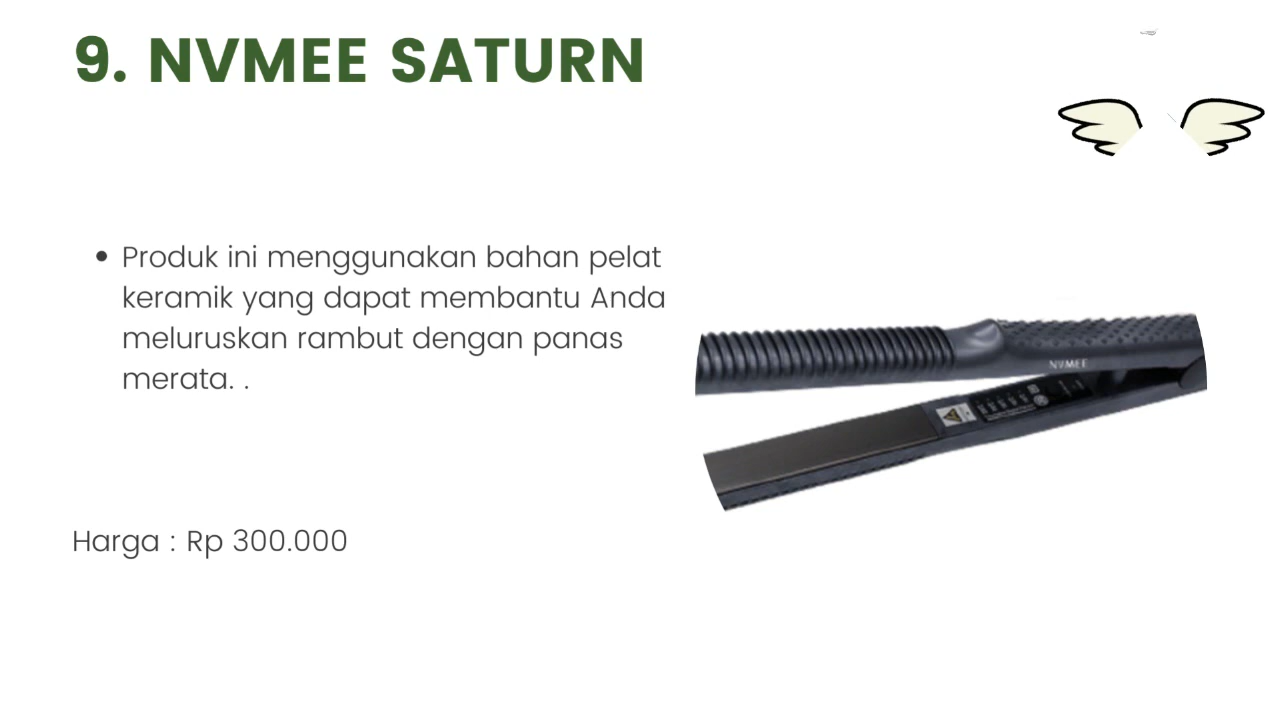 9. NVMEE SATURN
• Produk ini menggunakan bahan pelat
keramik yang dapat membantu Anda
meluruskan rambut dengan panas
merata. .
NVMEE
Harga : Rp 300.000